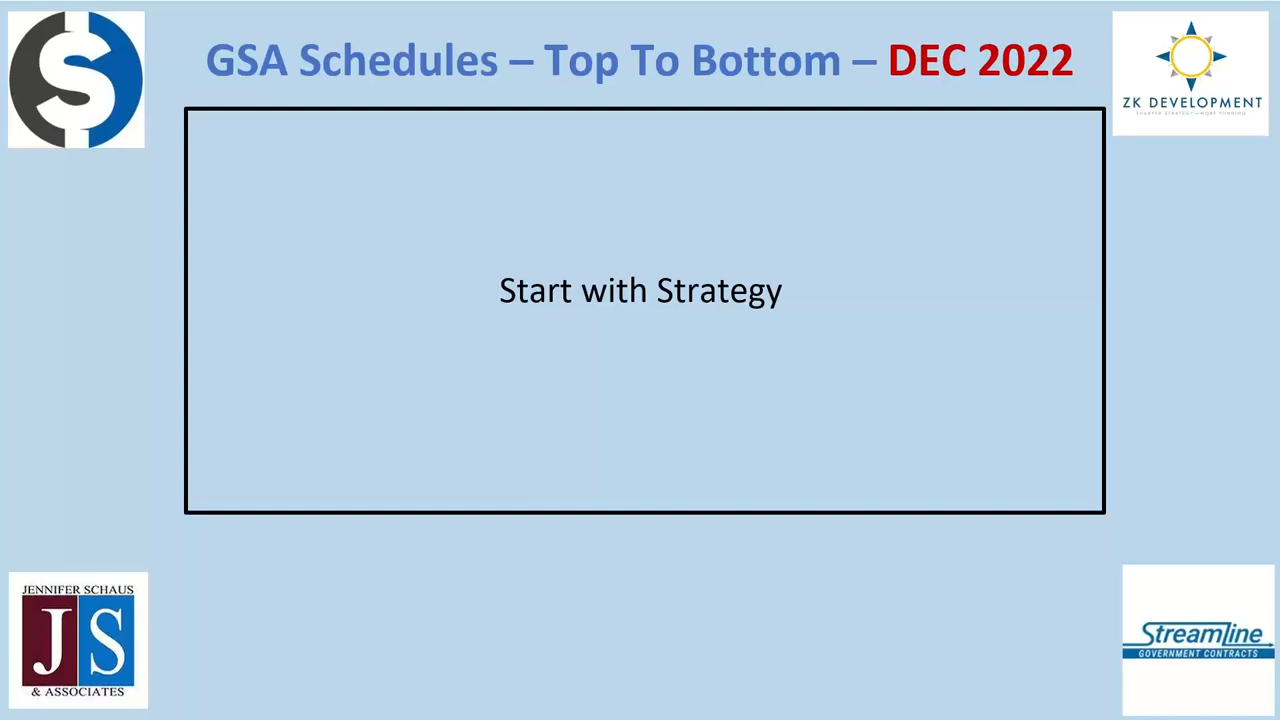 GSA Schedules – Top To Bottom – DEC 2022
ZK DEVELOPMENT
Start with Strategy
JENNIFER SCHAUS
JS
& ASSOCIATES
Streamline
GOVERNMENT CONTRACTS